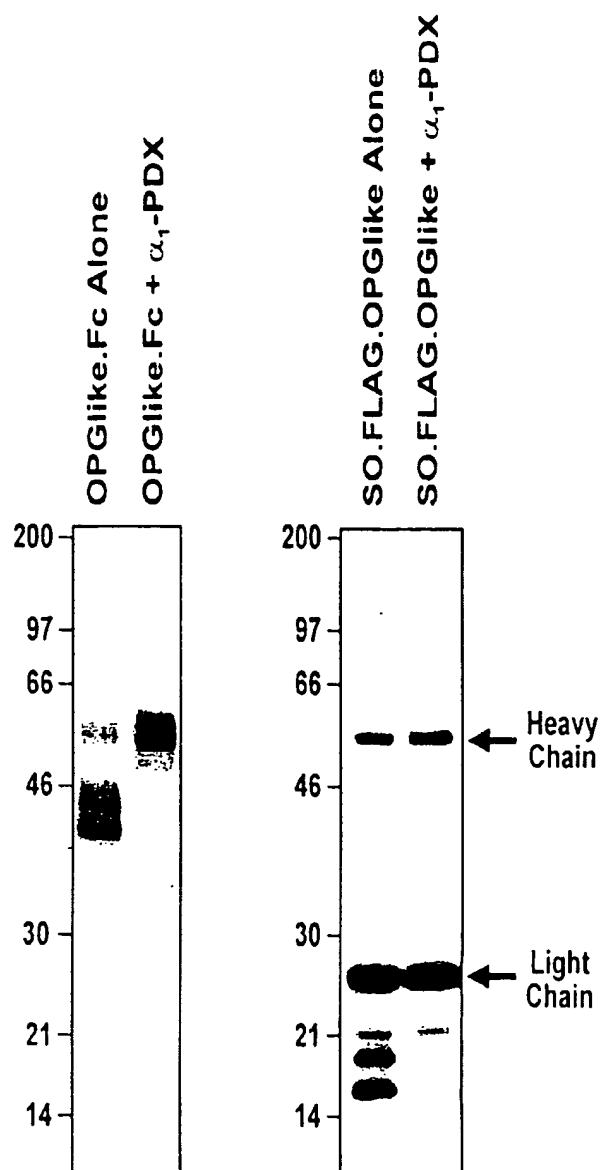 OPGlike.Fc Alone
OPGlike.Fc + α₁-PDX
SO.FLAG.OPGlike Alone
SO.FLAG.OPGlike + α₁-PDX
200
97
66
46
30
21
14
200
97
66
46
30
21
14
Heavy
Chain
Light
Chain